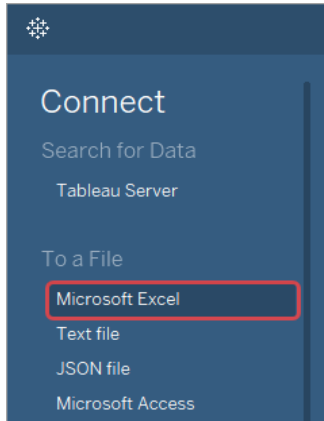 Connect
Search for Data
Tableau Server
To a File
Microsoft Excel
Text file
JSON file
Microsoft Access